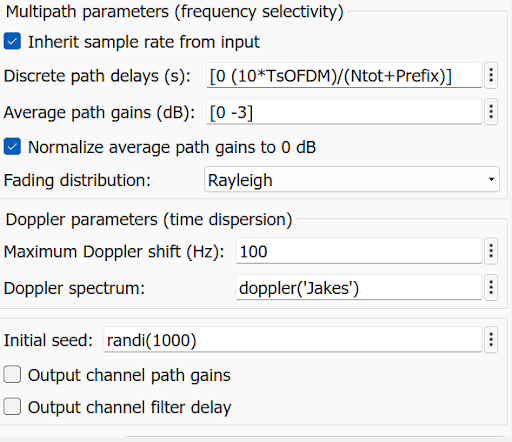 Multipath parameters (frequency selectivity)
Inherit sample rate from input
Discrete path delays (s): [0 (10*TsOFDM)/(Ntot+Prefix)]
Average path gains (dB): [0 -3]
Normalize average path gains to 0 dB
Fading distribution: Rayleigh
Doppler parameters (time dispersion)
Maximum Doppler shift (Hz): 100
Doppler spectrum: doppler('Jakes')
Initial seed: randi(1000)
Output channel path gains
Output channel filter delay